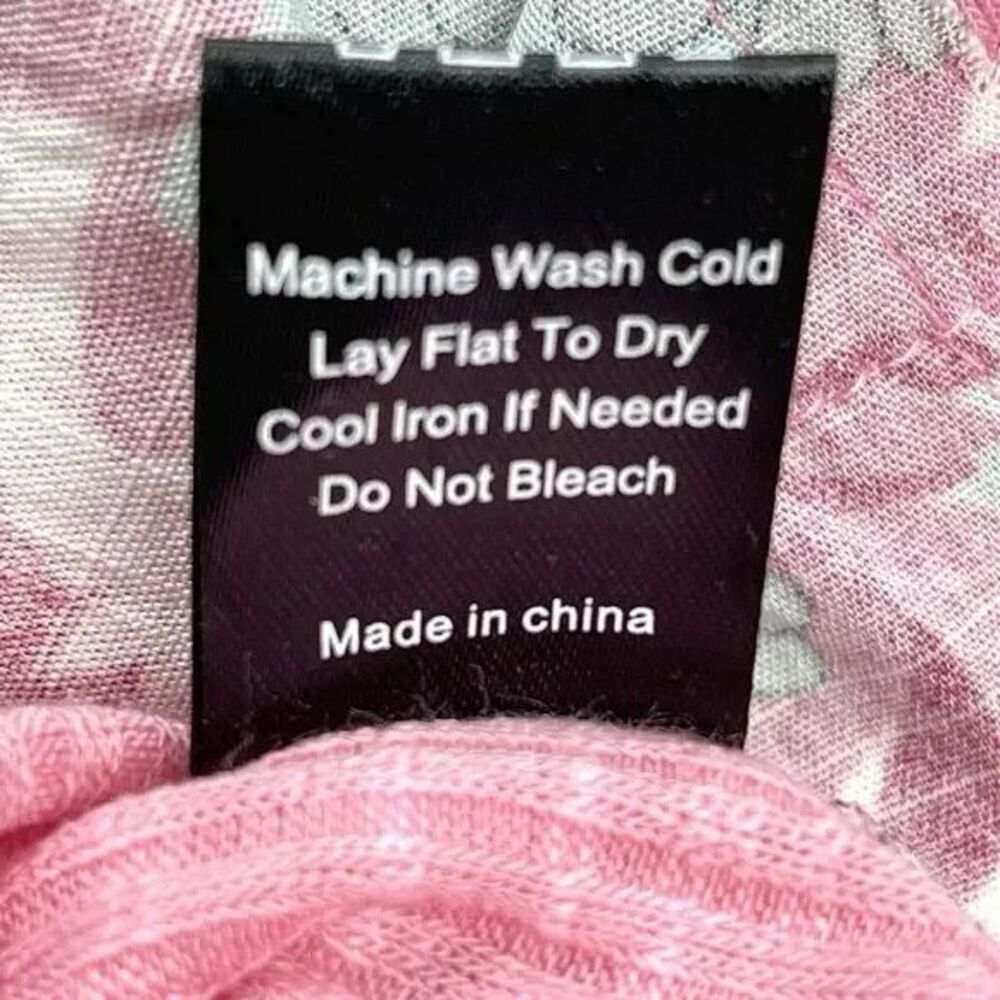 Machine Wash Cold
Lay Flat To Dry
Cool Iron If Needed
Do Not Bleach
Made in china